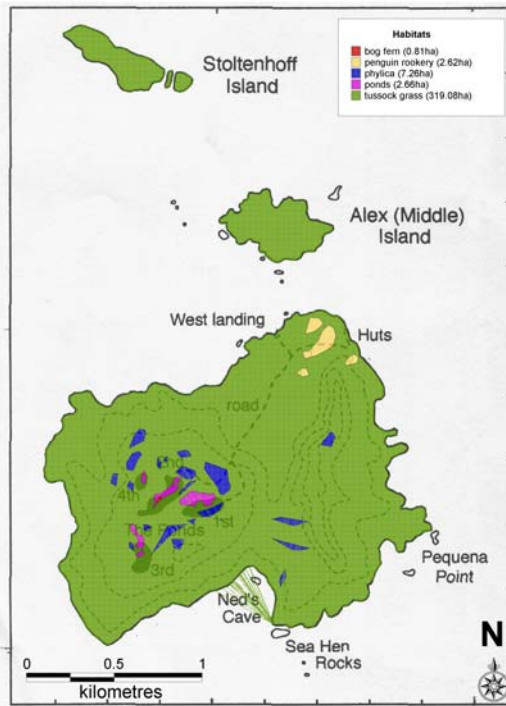 Habitats
bog fern (0.81ha)
penguin rookery (2.62ha)
phylica (7.26ha)
ponds (2.66ha)
tussock grass (319.08ha)
Stoltenhoff
Island
Alex (Middle)
Island
West landing
Huts
road
2nd
4th
The Ponds
1st
3rd
Pequena
Point
Ned's
Cave
Sea Hen
Rocks
N
0 0.5 1
kilometres